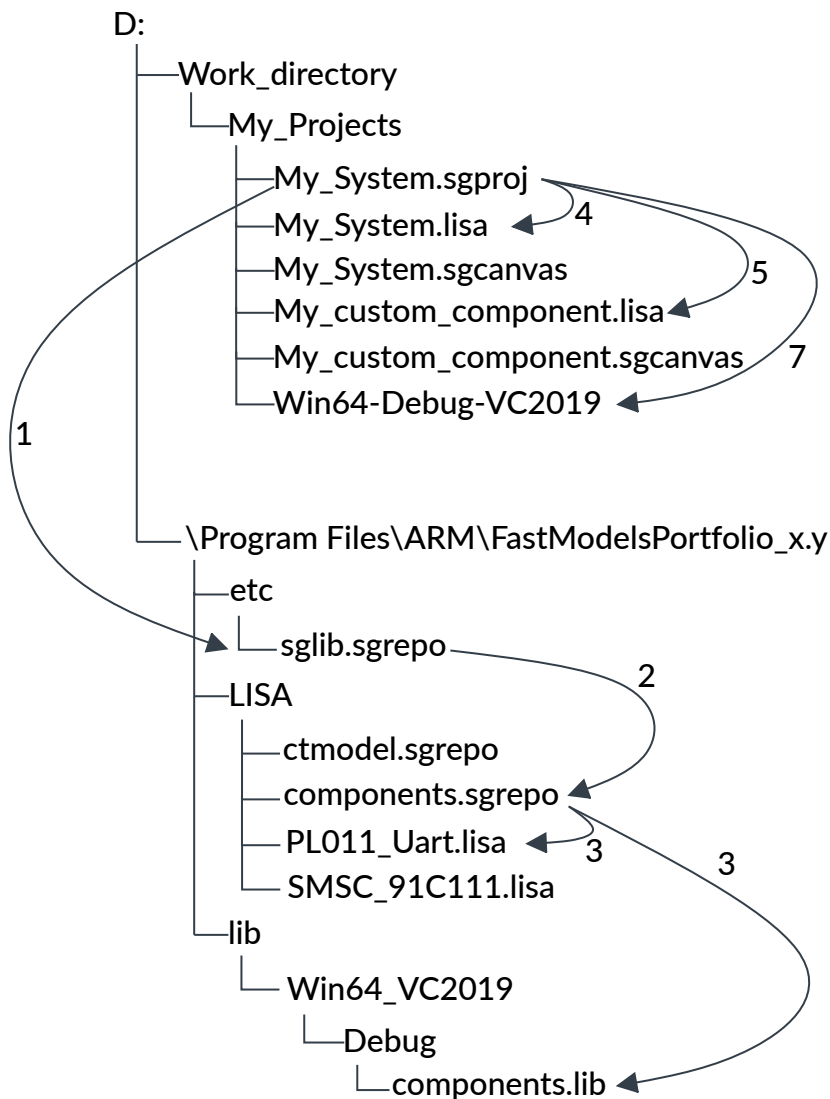 D:
Work_directory
My_Projects
My_System.sgproj
4
My_System.lisa
My_System.sgcanvas
5
My_custom_component.lisa
My_custom_component.sgcanvas
7
Win64-Debug-VC2019
1
\Program Files\ARM\FastModelsPortfolio_x.y
etc
sglib.sgrepo
2
LISA
ctmodel.sgrepo
components.sgrepo
PL011_Uart.lisa
3
3
SMSC_91C111.lisa
lib
Win64_VC2019
Debug
components.lib